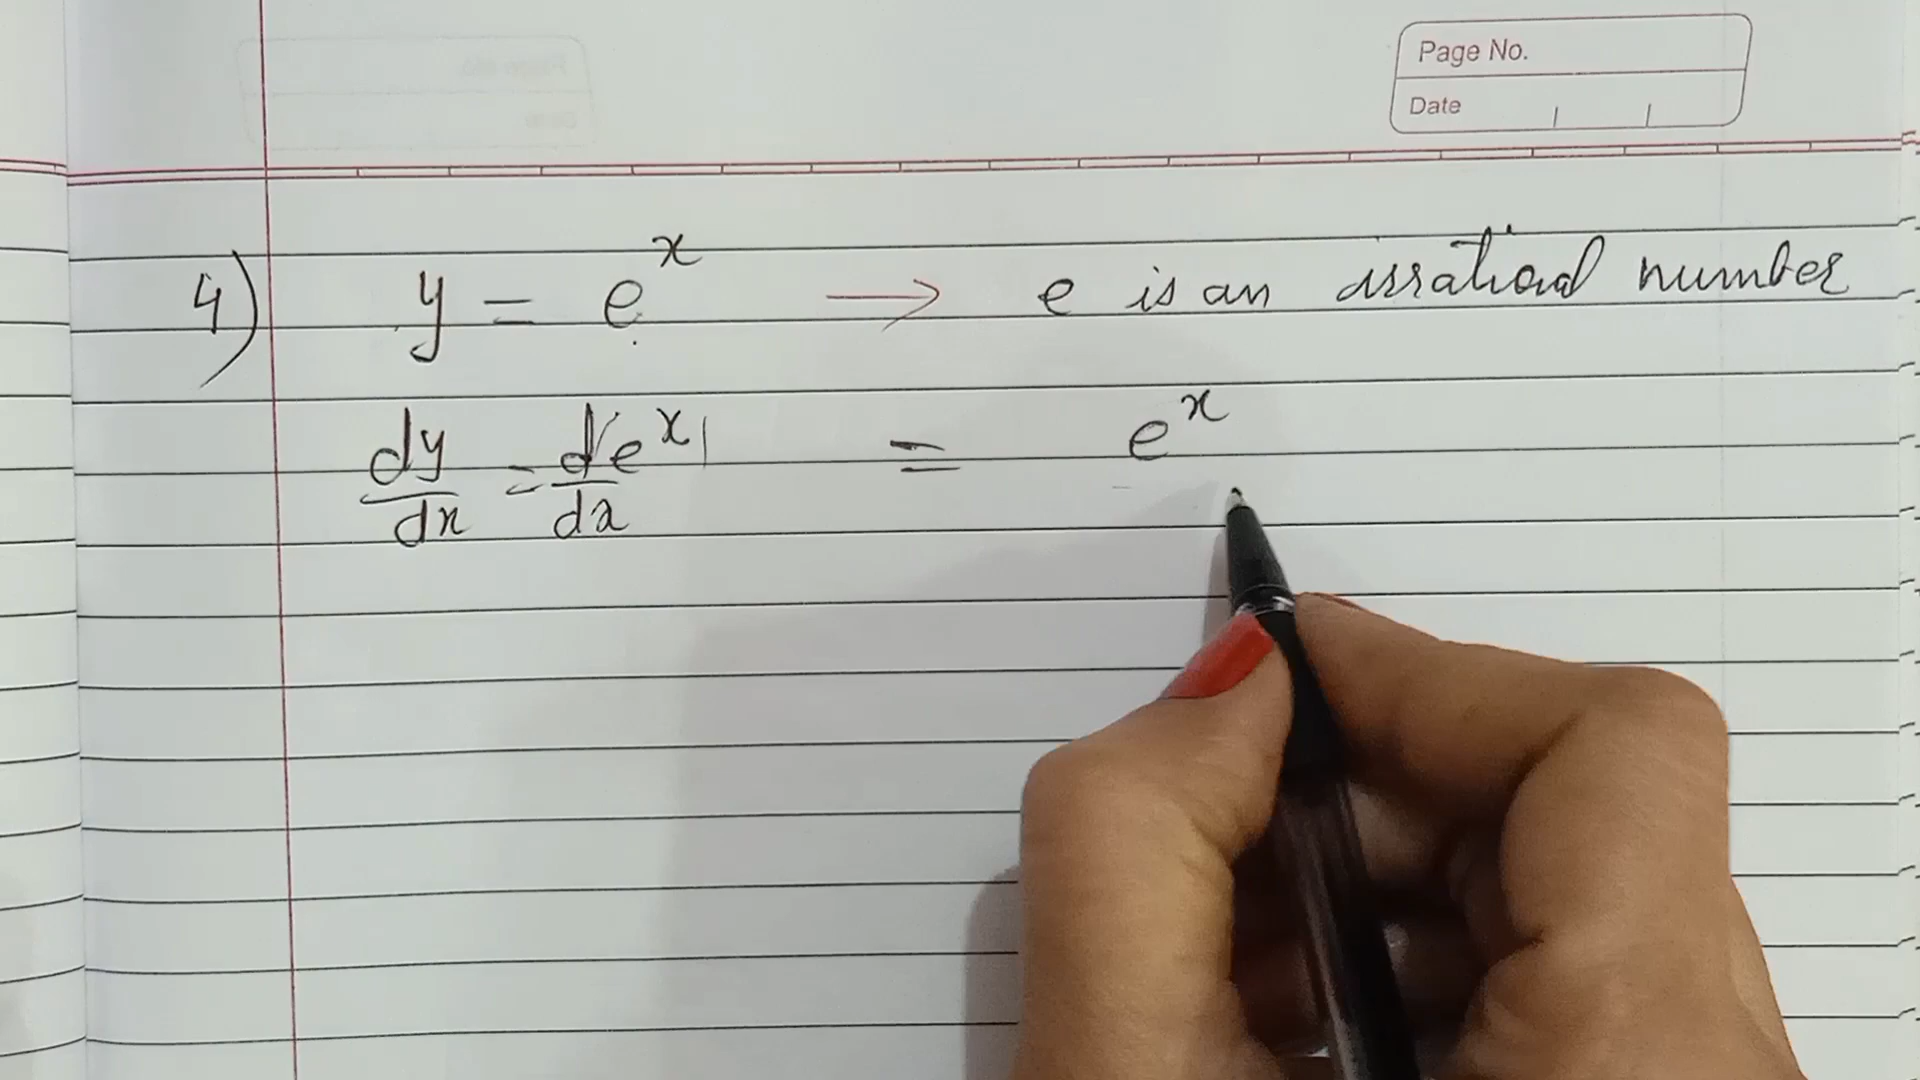 Page No.
Date
4) y = e^x → e is an irrational number
dy/dx = de^x/dx = e^x